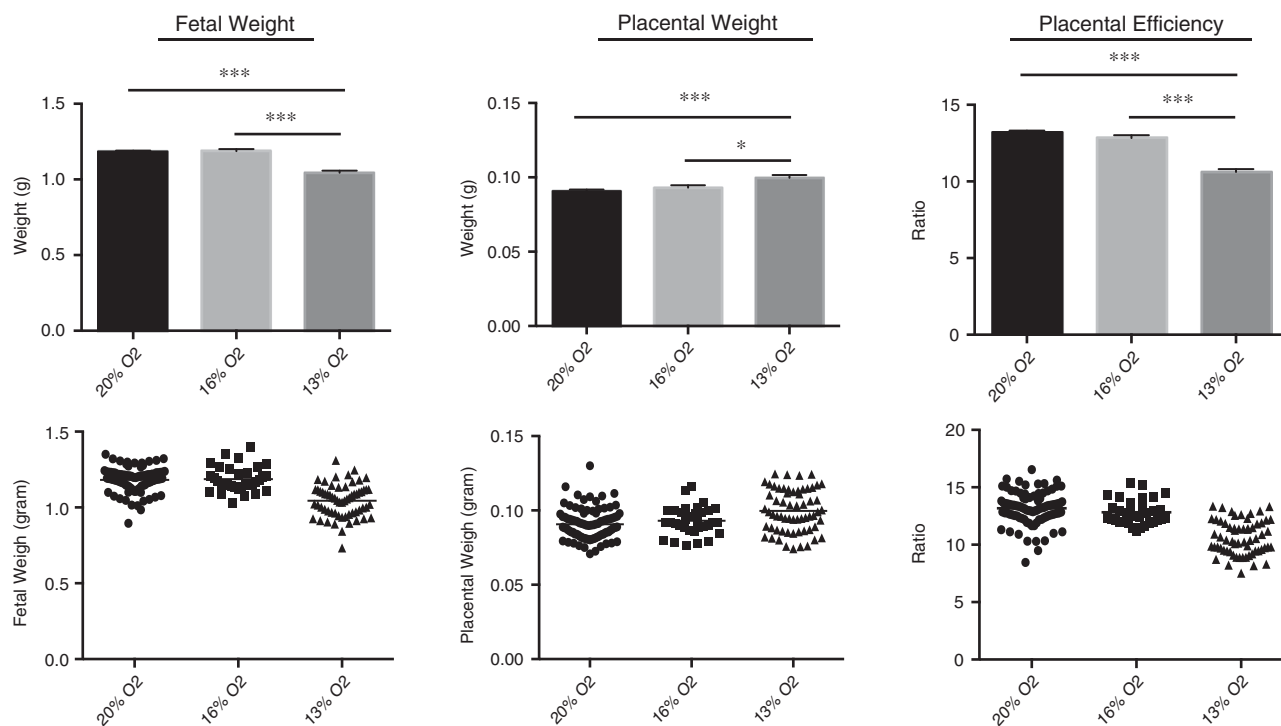 Fetal Weight
***
***
1.5
1.0
0.5
0.0
Weight (g)
20% O2
16% O2
13% O2
Placental Weight
***
*
0.15
0.10
0.05
0.00
Weight (g)
20% O2
16% O2
13% O2
Placental Efficiency
***
***
15
10
5
0
Ratio
20% O2
16% O2
13% O2
1.5
1.0
0.5
0.0
Fetal Weigh (gram)
20% O2
16% O2
13% O2
0.15
0.10
0.05
0.00
Placental Weigh (gram)
20% O2
16% O2
13% O2
20
15
10
5
0
Ratio
20% O2
16% O2
13% O2